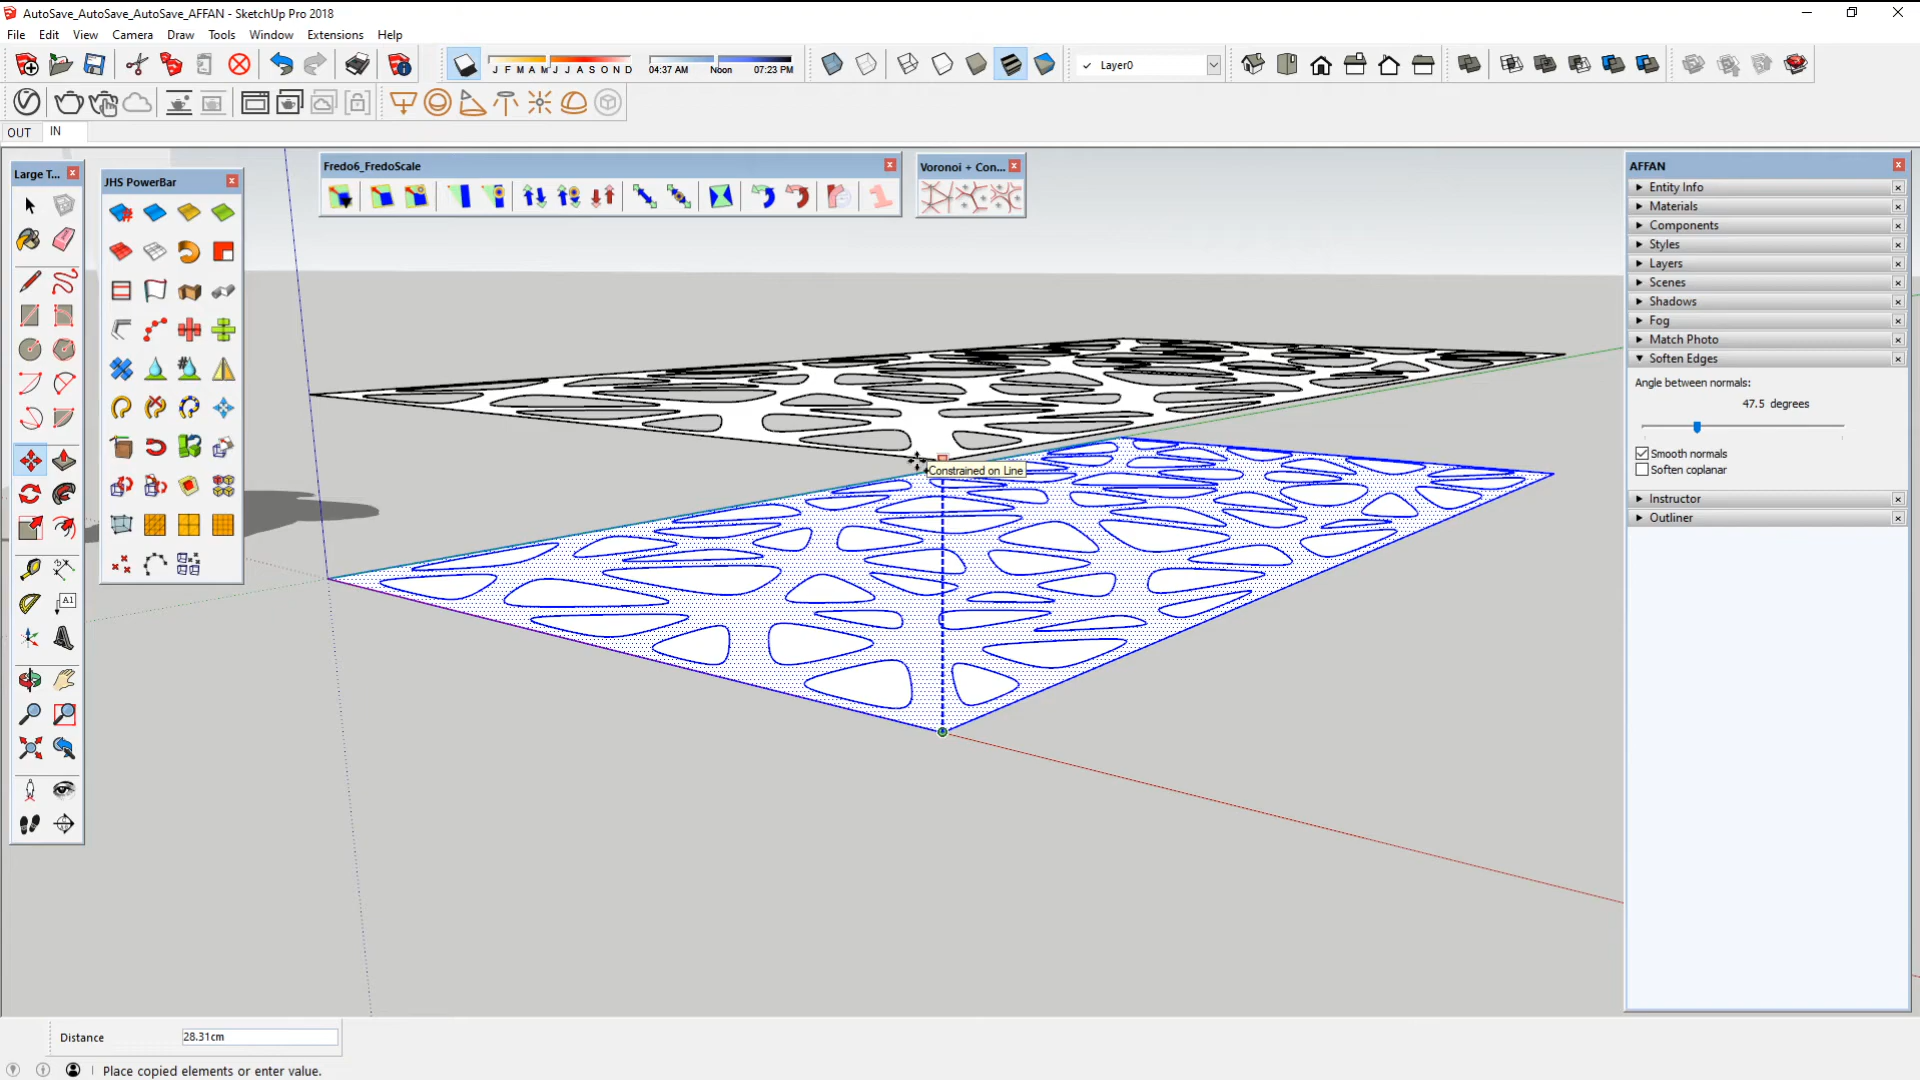 AutoSave_AutoSave_AutoSave_AFFAN - SketchUp Pro 2018
File Edit View Camera Draw Tools Window Extensions Help
J F M A M J J A S O N D
04:37 AM Noon 07:23 PM
Layer0
OUT IN
Large T...
JHS PowerBar
Fredo6_FredoScale
Voronoi + Con...
A1
Constrained on Line
AFFAN
Entity Info
Materials
Components
Styles
Layers
Scenes
Shadows
Fog
Match Photo
Soften Edges
Angle between normals:
47.5 degrees
Smooth normals
Soften coplanar
Instructor
Outliner
Distance 28.31cm
Place copied elements or enter value.